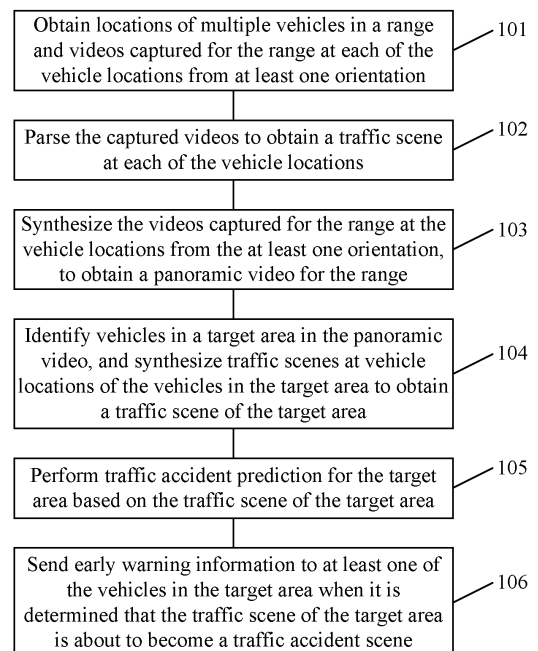 Obtain locations of multiple vehicles in a range
and videos captured for the range at each of the
vehicle locations from at least one orientation
101
Parse the captured videos to obtain a traffic scene
at each of the vehicle locations
102
Synthesize the videos captured for the range at the
vehicle locations from the at least one orientation,
to obtain a panoramic video for the range
103
Identify vehicles in a target area in the panoramic
video, and synthesize traffic scenes at vehicle
locations of the vehicles in the target area to obtain
a traffic scene of the target area
104
Perform traffic accident prediction for the target
area based on the traffic scene of the target area
105
Send early warning information to at least one of
the vehicles in the target area when it is
determined that the traffic scene of the target area
is about to become a traffic accident scene
106